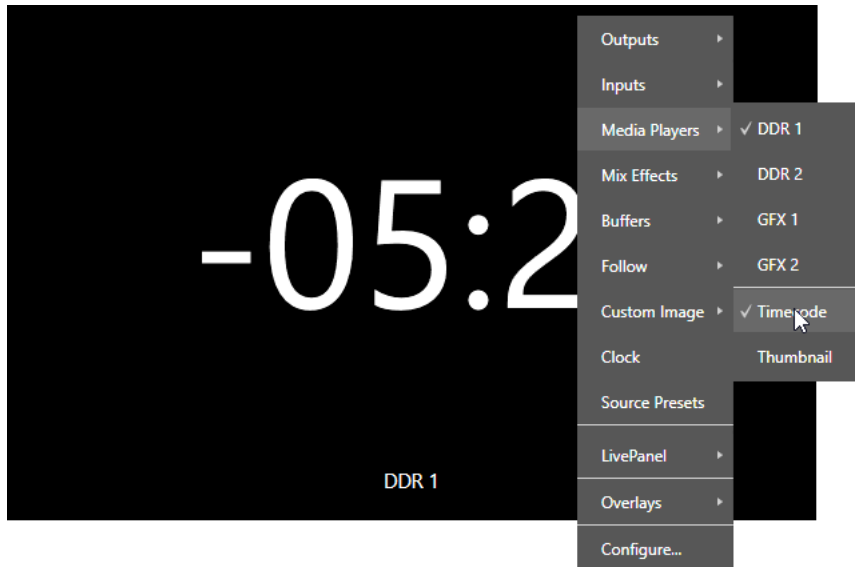 -05:2
DDR 1
Outputs
Inputs
Media Players
Mix Effects
Buffers
Follow
Custom Image
Clock
Source Presets
LivePanel
Overlays
Configure...
DDR 1
DDR 2
GFX 1
GFX 2
Timecode
Thumbnail